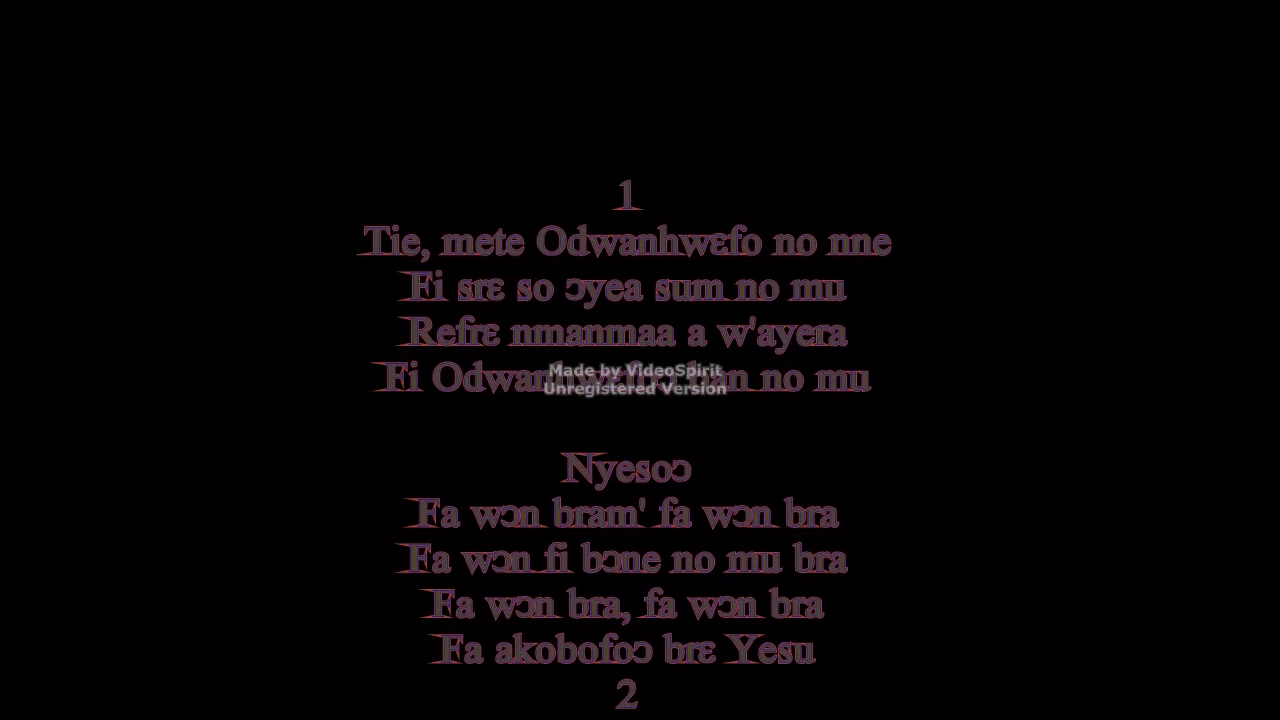 1
Tie, mete Odwanhwɛfo no nne
Fi srɛ so ɔyea sum no mu
Refrɛ nmanmaa a w'ayera
Fi Odwanhwɛfoɔ ban no mu
Made by VideoSpirit
Unregistered Version
Nyesoɔ
Fa wɔn bram' fa wɔn bra
Fa wɔn fi bɔne no mu bra
Fa wɔn bra, fa wɔn bra
Fa akobofoɔ brɛ Yesu
2